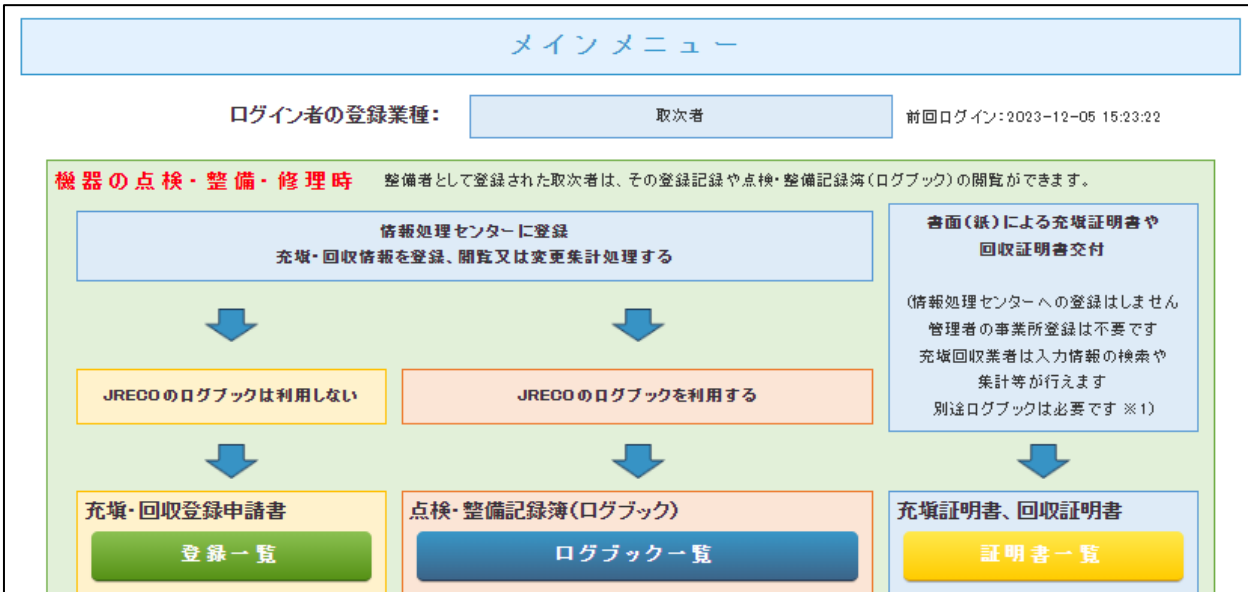 メインメニュー
ログイン者の登録業種：
取次者
前回ログイン：2023-12-05 15:23:22
機器の点検・整備・修理時
整備者として登録された取次者は、その登録記録や点検・整備記録簿（ログブック）の閲覧ができます。
情報処理センターに登録
充塡・回収情報を登録、閲覧又は変更集計処理する
書面（紙）による充塡証明書や
回収証明書交付
（情報処理センターへの登録はしません
管理者の事業所登録は不要です
充塡回収業者は入力情報の検索や
集計等が行えます
別途ログブックは必要です ※1）
JRECOのログブックは利用しない
JRECOのログブックを利用する
充塡・回収登録申請書
登録一覧
点検・整備記録簿（ログブック）
ログブック一覧
充塡証明書、回収証明書
証明書一覧